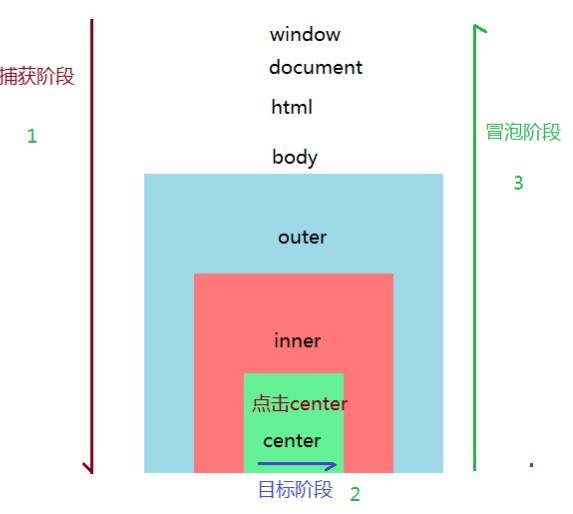 window
document
捕获阶段
html
1
冒泡阶段
body
3
outer
inner
点击center
center
目标阶段
2